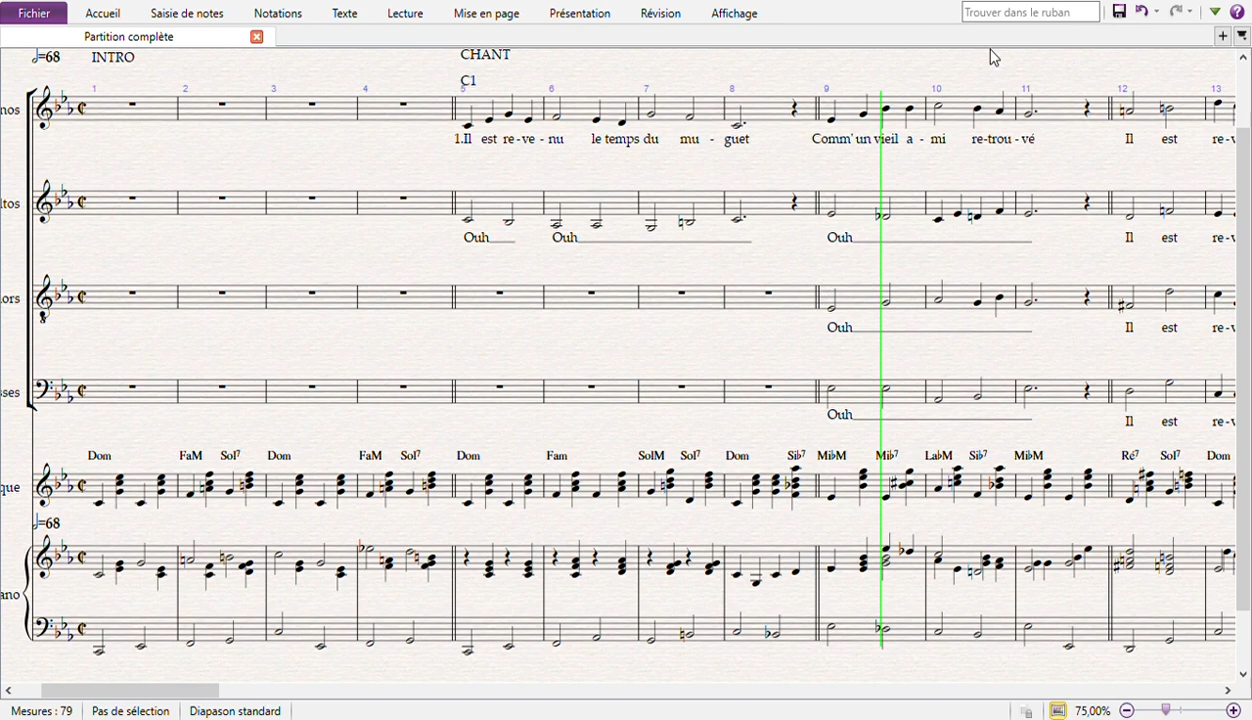 Fichier Accueil Saisie de notes Notations Texte Lecture Mise en page Présentation Révision Affichage Trouver dans le ruban
Partition complète
=68 INTRO CHANT
C1
1 2 3 4 5 6 7 8 9 10 11 12 13
nos
1.Il est re - ve - nu le temps du mu - guet Comm' un vieil a - mi re-trou - vé Il est re-v
ltos
Ouh Ouh Ouh Il est re-v
ors
Ouh Il est re-v
sses
Ouh Il est re-v
Dom FaM Sol7 Dom FaM Sol7 Dom Fam SolM Sol7 Dom Sib7 MibM Mib7 LabM Sib7 MibM Ré7 Sol7 Dom
que
=68
ano
Mesures : 79 Pas de sélection Diapason standard 75,00%